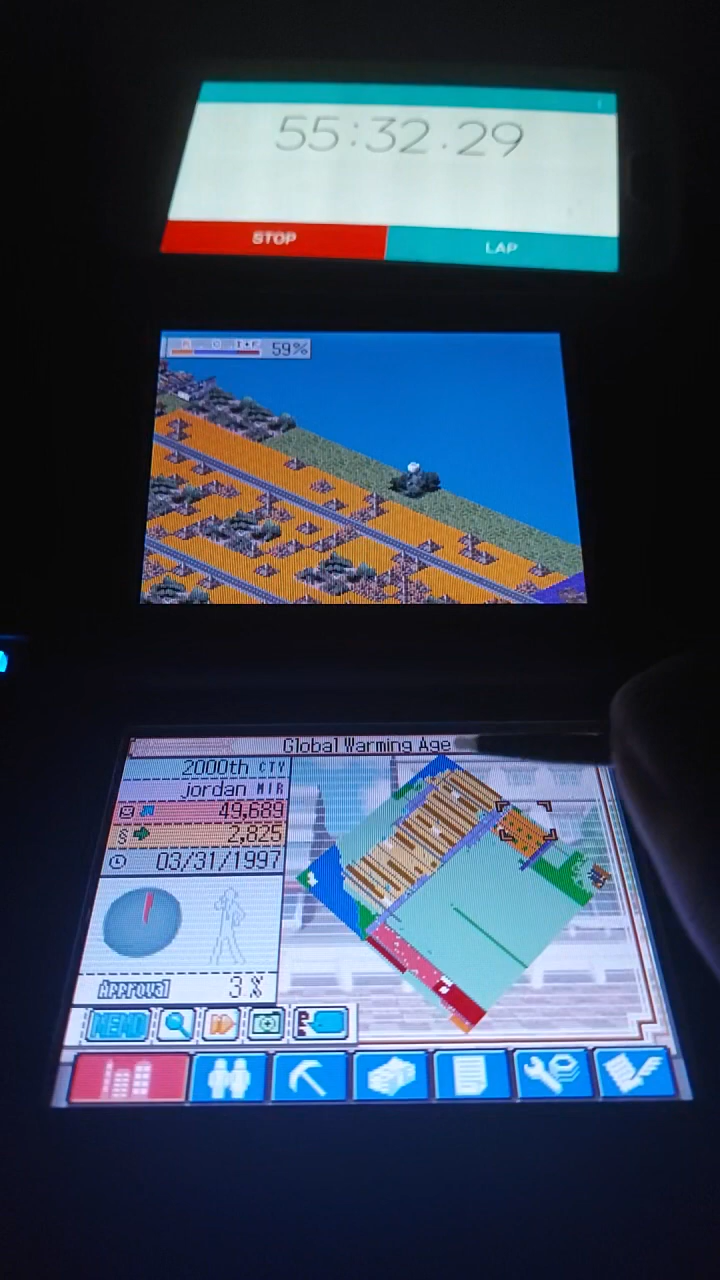 55:32.29
STOP
LAP
R C I+F 59%
Global Warming Age
2000th CTY
jordan MIR
49,689
$ 2,825
03/31/1997
Approval 3 %
MEMO